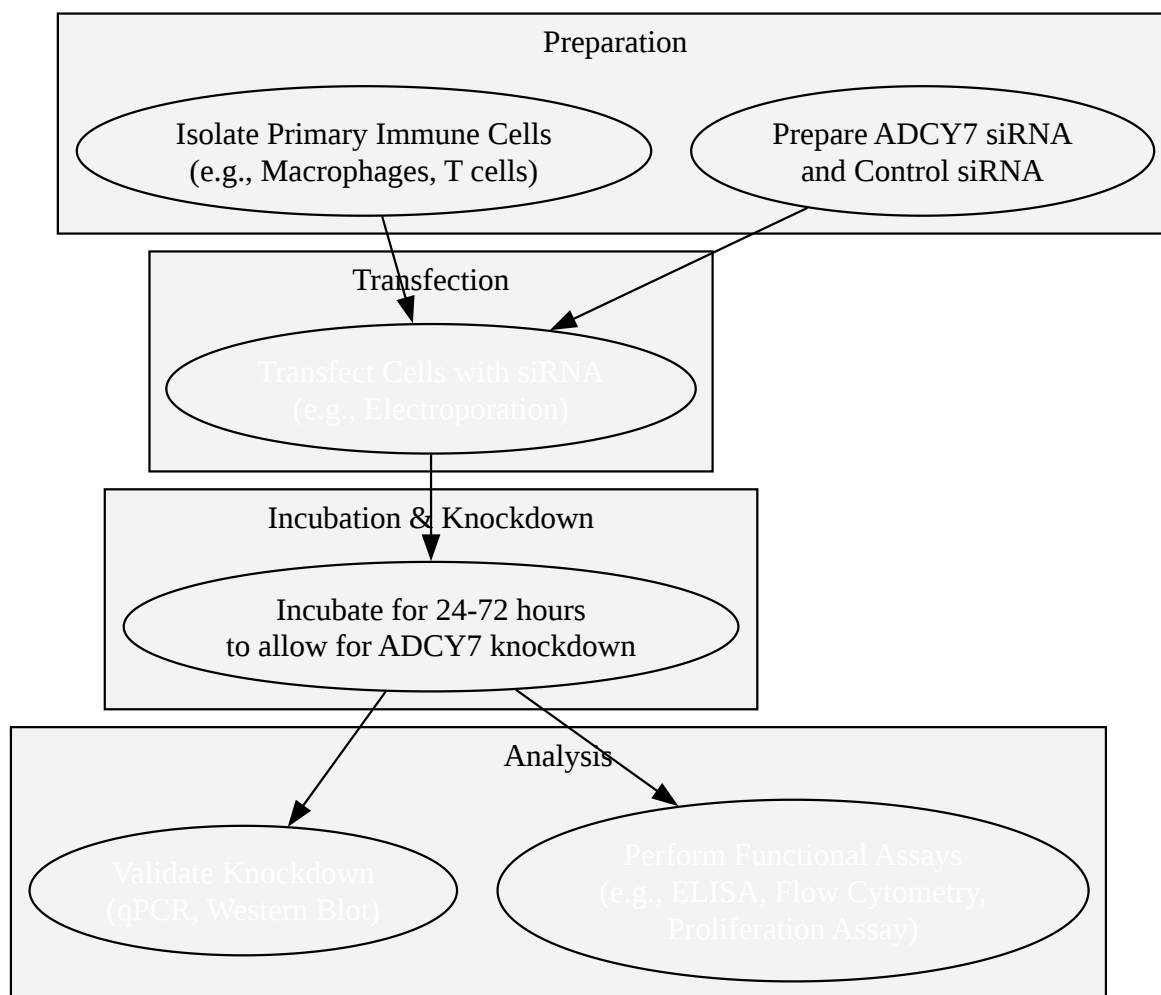 Preparation
Isolate Primary Immune Cells
(e.g., Macrophages, T cells)
Prepare ADCY7 siRNA
and Control siRNA
Transfection
Transfect Cells with siRNA
(e.g., Electroporation)
Incubation & Knockdown
Incubate for 24-72 hours
to allow for ADCY7 knockdown
Analysis
Validate Knockdown
(qPCR, Western Blot)
Perform Functional Assays
(e.g., ELISA, Flow Cytometry,
Proliferation Assay)